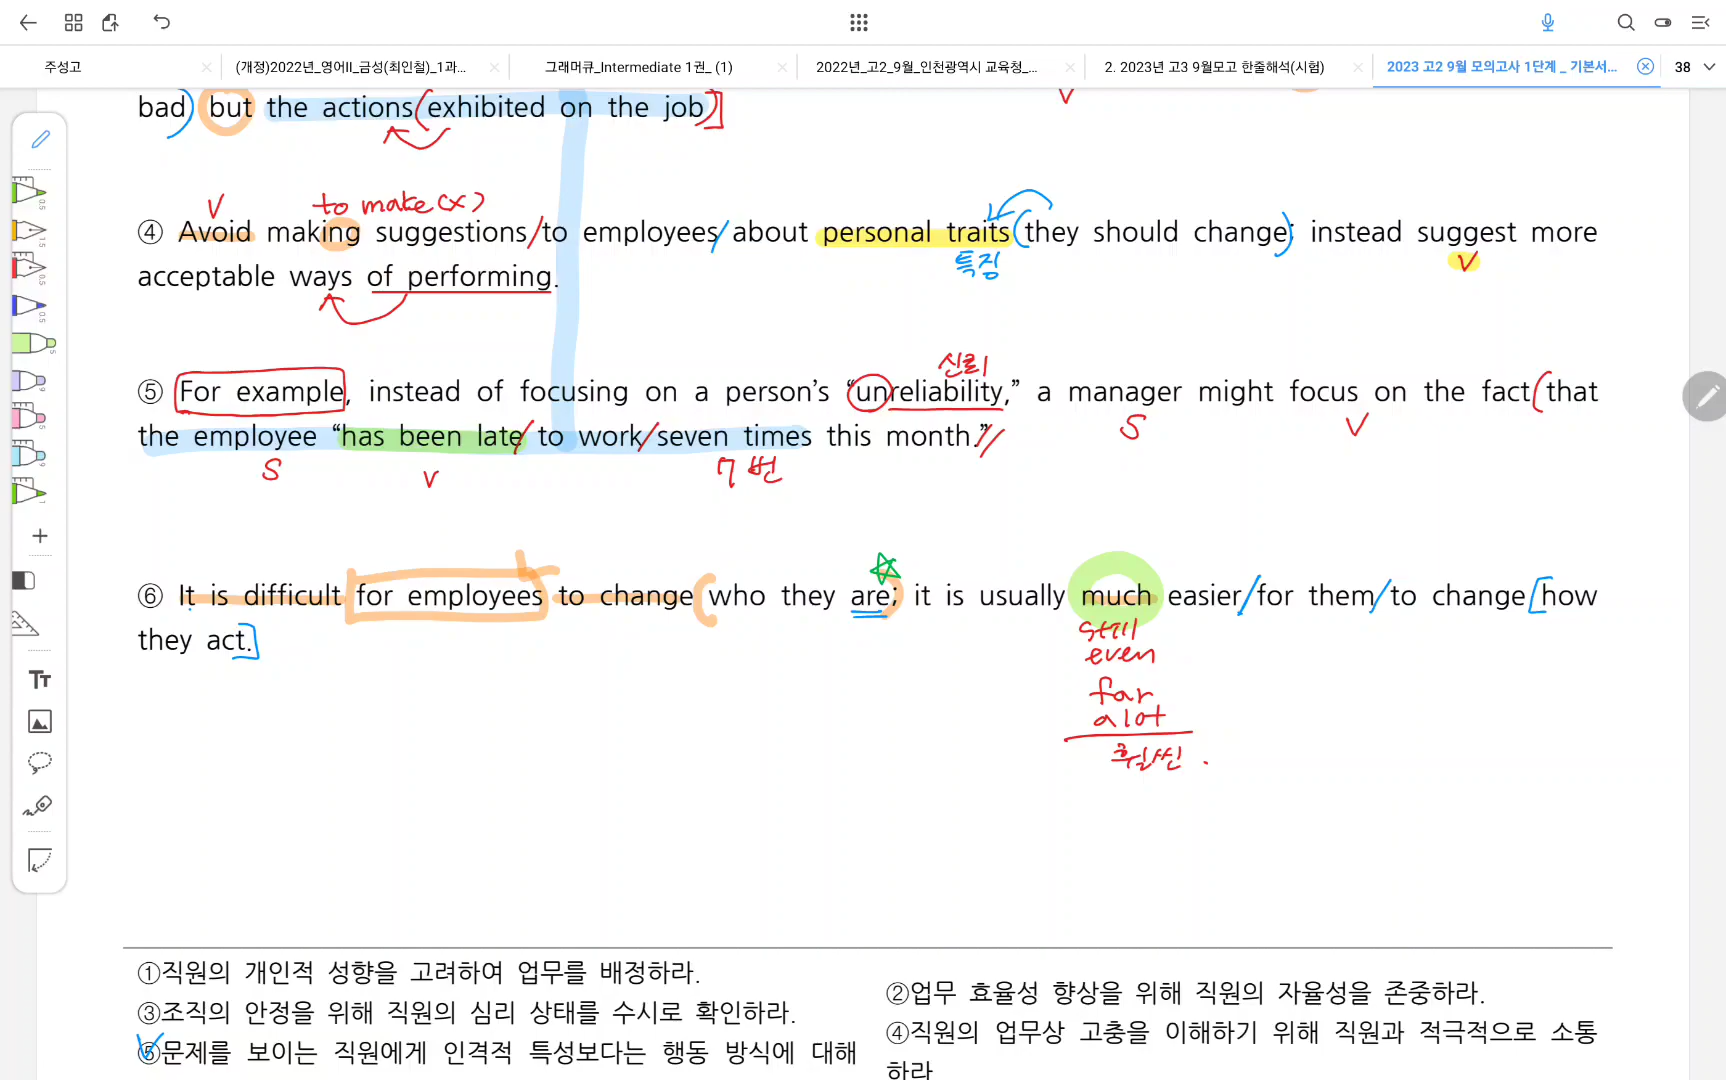 주성고
(개정)2022년_영어II_금성(최인철)_1과...
그래머큐_Intermediate 1권_ (1)
2022년_고2_9월_인천광역시 교육청_...
2. 2023년 고3 9월모고 한줄해석(시험)
2023 고2 9월 모의고사 1단계 _ 기본서...
38
bad) but the actions(exhibited on the job)]
V
V
to make(x)
④ Avoid making suggestions/to employees/about personal traits(they should change); instead suggest more
특징
V
acceptable ways of performing.
신뢰
⑤ For example, instead of focusing on a person's “unreliability,” a manager might focus on the fact(that
S
V
the employee “has been late/to work/seven times this month.”//
S
V
7번
⑥ It is difficult for employees to change(who they are); it is usually much easier/for them/to change[how
they act.]
still
even
far
a lot
훨씬.
①직원의 개인적 성향을 고려하여 업무를 배정하라.
②업무 효율성 향상을 위해 직원의 자율성을 존중하라.
③조직의 안정을 위해 직원의 심리 상태를 수시로 확인하라.
④직원의 업무상 고충을 이해하기 위해 직원과 적극적으로 소통
하라
⑤문제를 보이는 직원에게 인격적 특성보다는 행동 방식에 대해